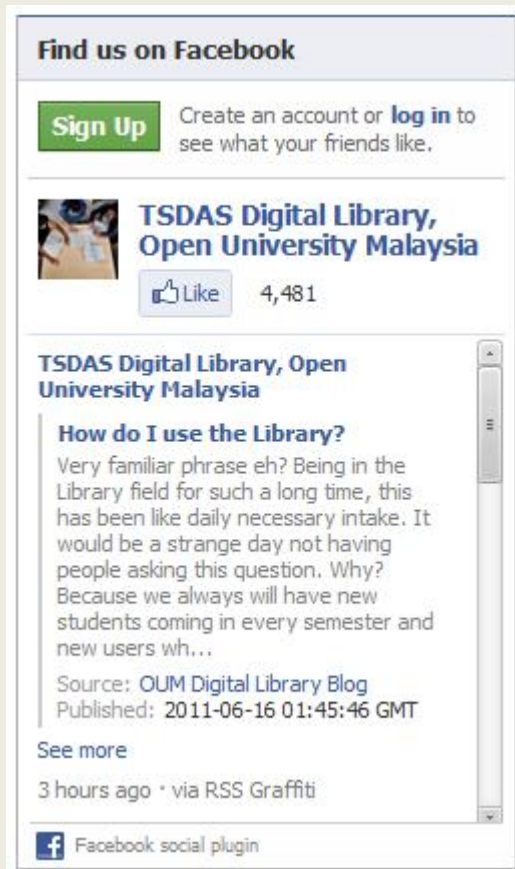 Find us on Facebook
Sign Up
Create an account or log in to
see what your friends like.
TSDAS Digital Library,
Open University Malaysia
Like 4,481
TSDAS Digital Library, Open
University Malaysia
How do I use the Library?
Very familiar phrase eh? Being in the
Library field for such a long time, this
has been like daily necessary intake. It
would be a strange day not having
people asking this question. Why?
Because we always will have new
students coming in every semester and
new users wh...
Source: OUM Digital Library Blog
Published: 2011-06-16 01:45:46 GMT
See more
3 hours ago · via RSS Graffiti
Facebook social plugin